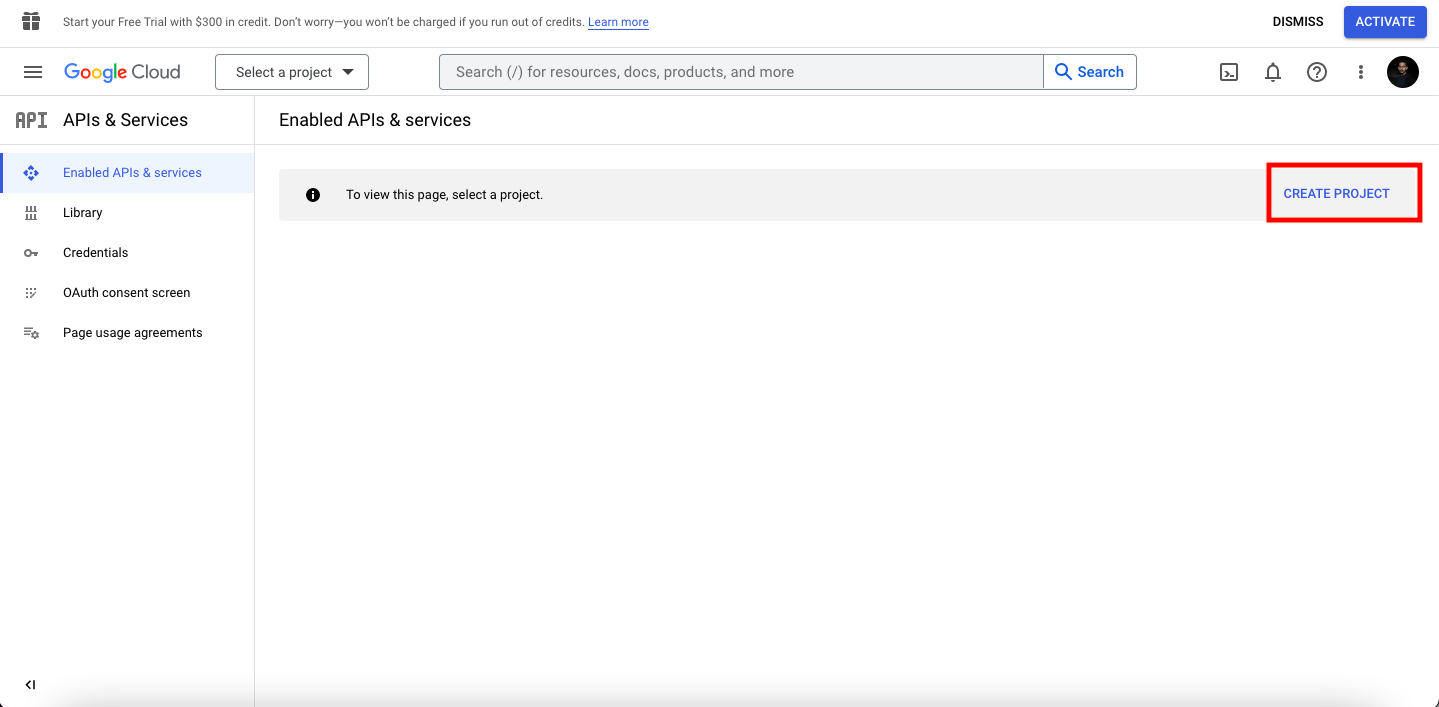 Start your Free Trial with $300 in credit. Don’t worry—you won’t be charged if you run out of credits. Learn more
DISMISS
ACTIVATE
Google Cloud
Select a project
Search (/) for resources, docs, products, and more
Search
API
APIs & Services
Enabled APIs & services
Enabled APIs & services
Library
Credentials
OAuth consent screen
Page usage agreements
To view this page, select a project.
CREATE PROJECT